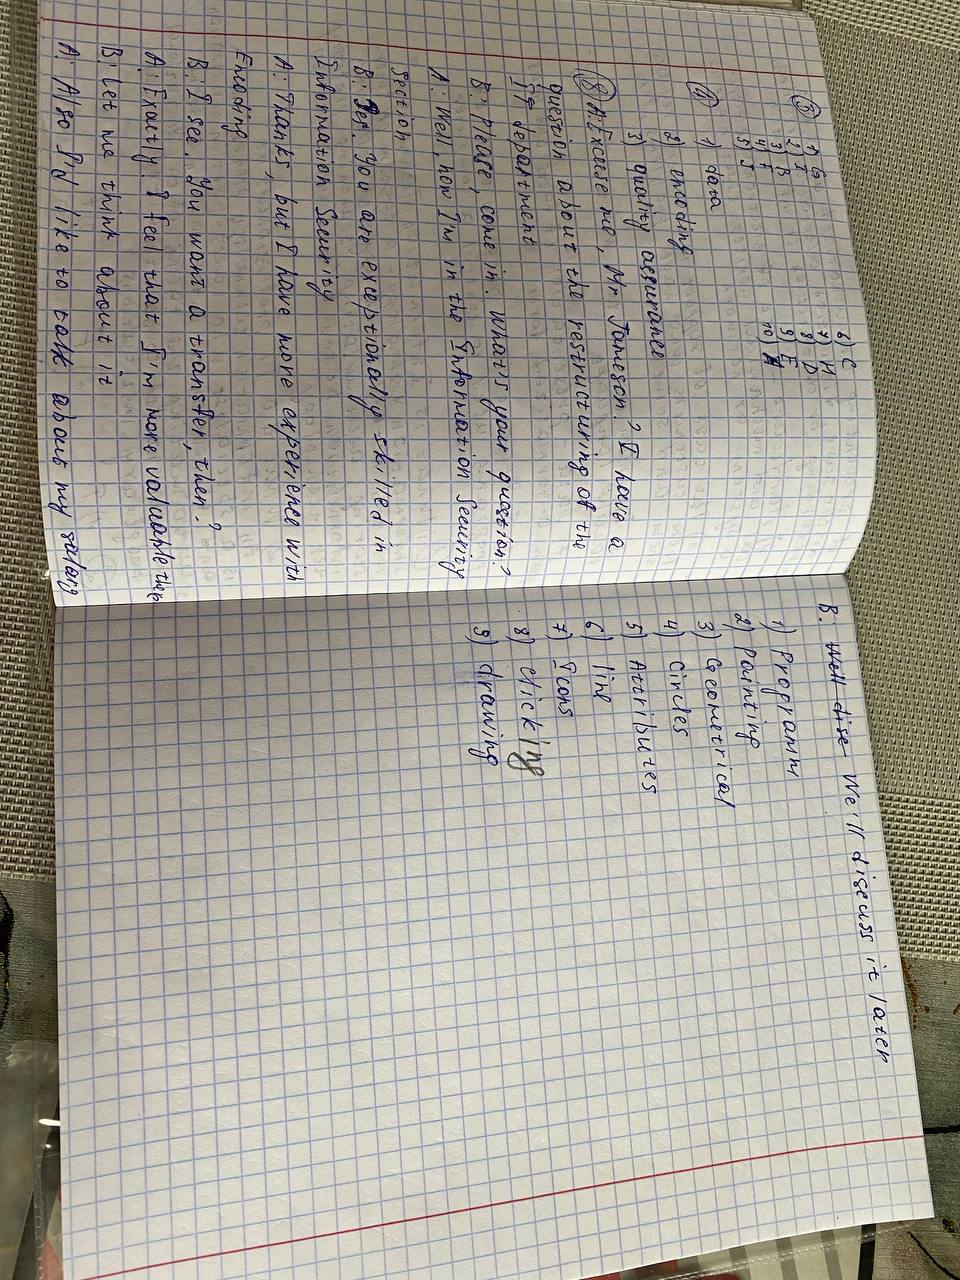 3
1) G
2) I
3) B
4) F
5) J
6) C
7) H
8) D
9) E
10) A
4
1) data
2) encoding
3) quality assurance
8 A: Excuse me, Mr Jameson? I have a
question about the restructuring of the
IT department
B: Please, come in. What's your question?
A: Well, now I'm in the Information Security
section
B: Yes. You are exceptionally skilled in
Information Security
A: Thanks, but I have more experience with
Encoding
B: I see. You want a transfer, then?
A: Exactly. I feel that I'm more valuable there
B: Let me think about it
A: Also I'd like to talk about my salary
B: Well disc We'll discuss it later
1) Programm
2) Painting
3) Geometrical
4) Circles
5) Attributes
6) line
7) Icons
8) clicking
9) drawing